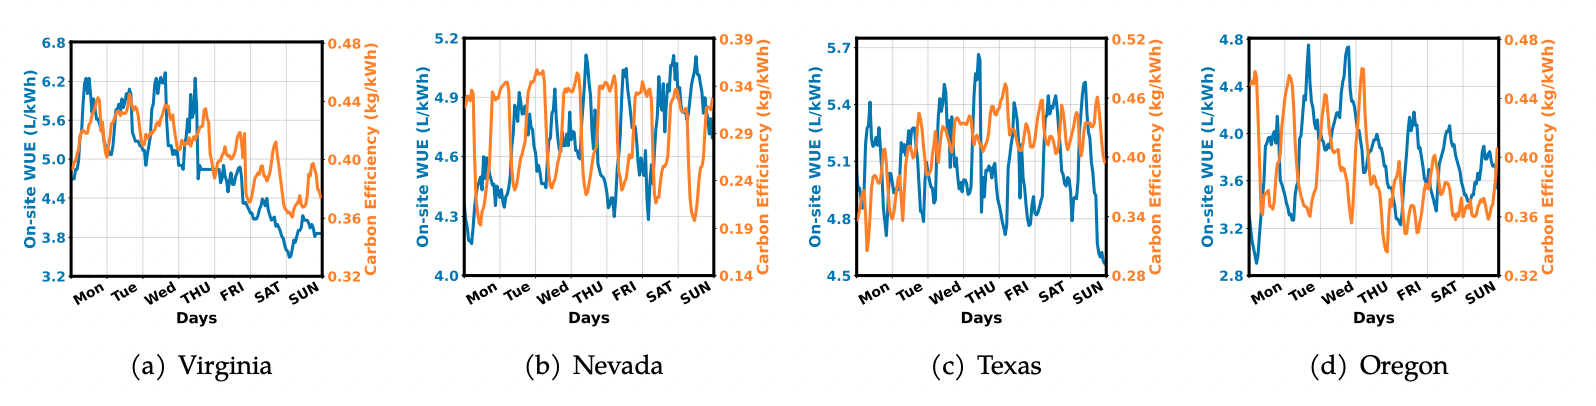 On-site WUE (L/kWh)
6.8
6.2
5.6
5.0
4.4
3.8
3.2
0.48
0.44
0.40
0.36
0.32
Carbon Efficiency (kg/kWh)
Mon Tue Wed THU FRI SAT SUN
Days
(a) Virginia
On-site WUE (L/kWh)
5.2
4.9
4.6
4.3
4.0
0.39
0.34
0.29
0.24
0.19
0.14
Carbon Efficiency (kg/kWh)
Mon Tue Wed THU FRI SAT SUN
Days
(b) Nevada
On-site WUE (L/kWh)
5.7
5.4
5.1
4.8
4.5
0.52
0.46
0.40
0.34
0.28
Carbon Efficiency (kg/kWh)
Mon Tue Wed THU FRI SAT SUN
Days
(c) Texas
On-site WUE (L/kWh)
4.8
4.4
4.0
3.6
3.2
2.8
0.48
0.44
0.40
0.36
0.32
Carbon Efficiency (kg/kWh)
Mon Tue Wed THU FRI SAT SUN
Days
(d) Oregon